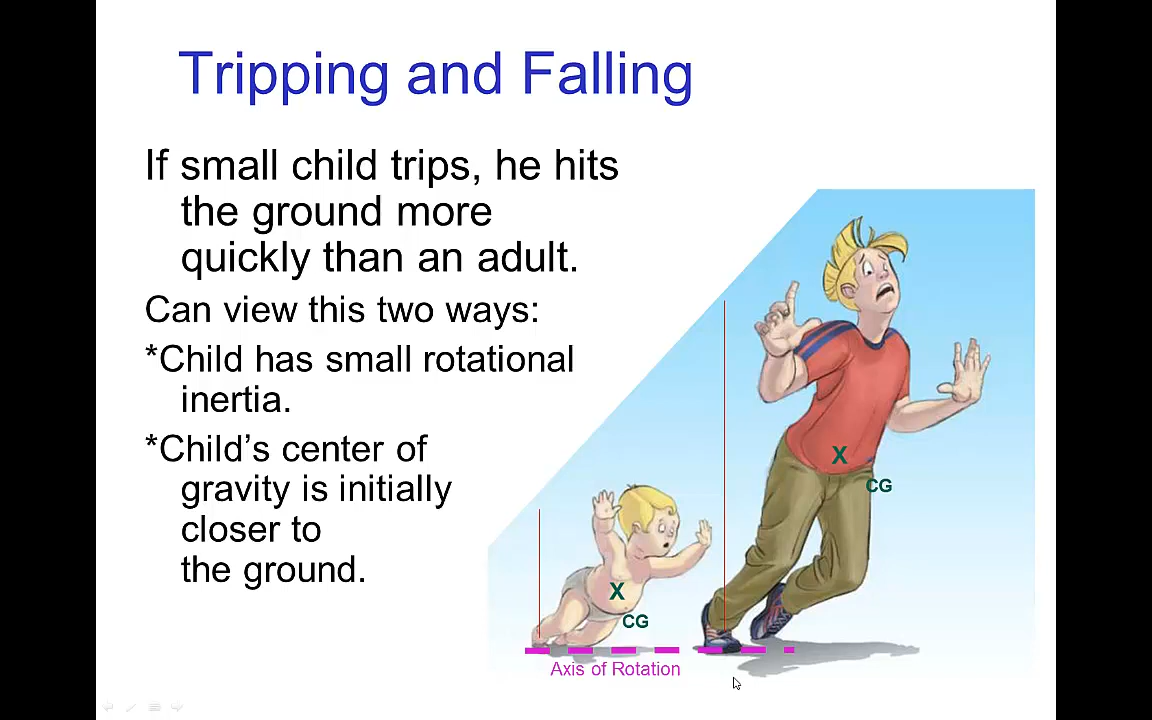 Tripping and Falling
If small child trips, he hits
the ground more
quickly than an adult.
Can view this two ways:
*Child has small rotational
inertia.
*Child’s center of
gravity is initially
closer to
the ground.
X
CG
X
CG
Axis of Rotation